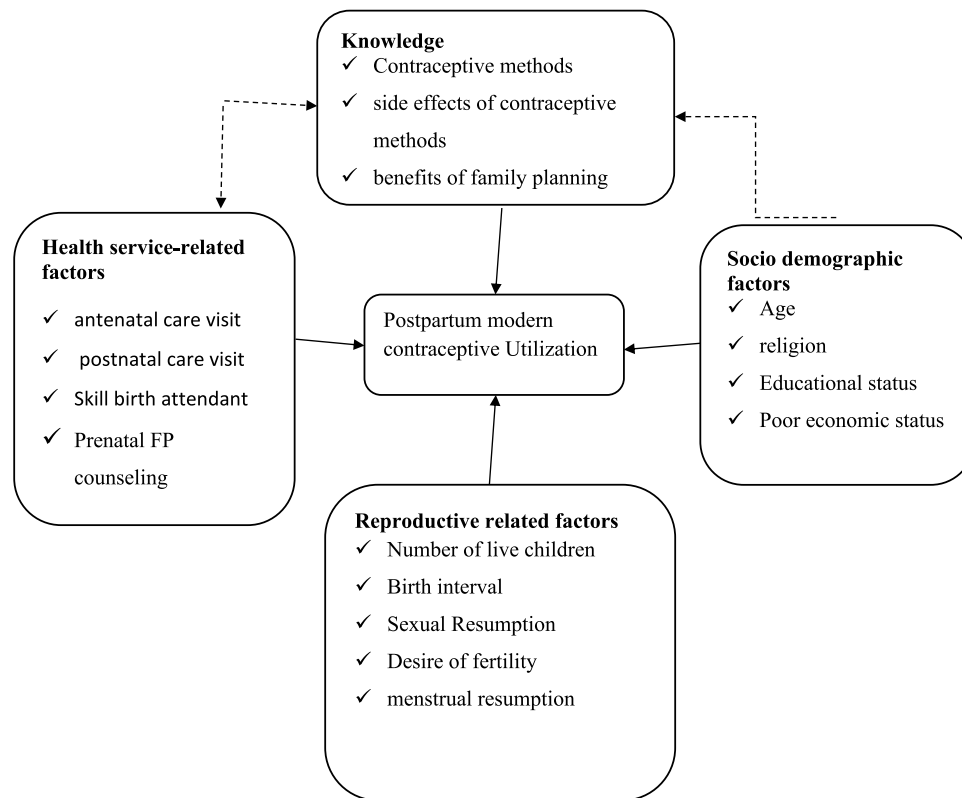 Knowledge
✓ Contraceptive methods
✓ side effects of contraceptive
methods
✓ benefits of family planning
Health service-related
factors
✓ antenatal care visit
✓ postnatal care visit
✓ Skill birth attendant
✓ Prenatal FP
counseling
Postpartum modern
contraceptive Utilization
Socio demographic
factors
✓ Age
✓ religion
✓ Educational status
✓ Poor economic status
Reproductive related factors
✓ Number of live children
✓ Birth interval
✓ Sexual Resumption
✓ Desire of fertility
✓ menstrual resumption